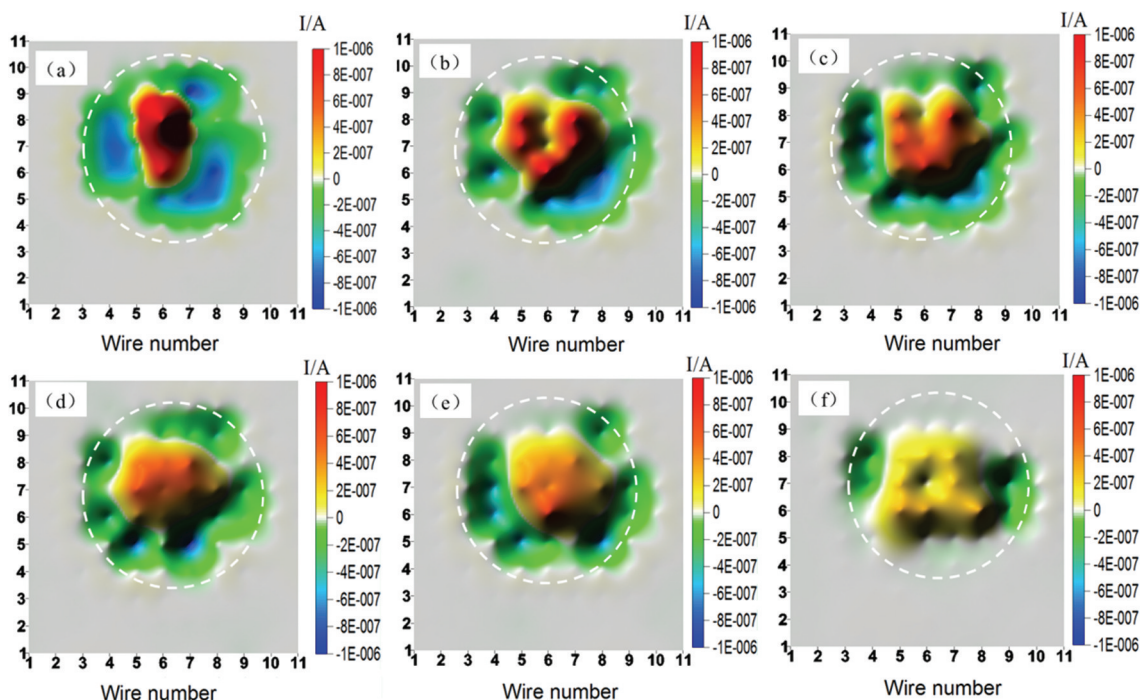 I/A
(a)
11
10
9
8
7
6
5
4
3
2
1
1 2 3 4 5 6 7 8 9 10 11
1E-006
8E-007
6E-007
4E-007
2E-007
0
-2E-007
-4E-007
-6E-007
-8E-007
-1E-006
Wire number
I/A
(b)
11
10
9
8
7
6
5
4
3
2
1
1 2 3 4 5 6 7 8 9 10 11
1E-006
8E-007
6E-007
4E-007
2E-007
0
-2E-007
-4E-007
-6E-007
-8E-007
-1E-006
Wire number
I/A
(c)
11
10
9
8
7
6
5
4
3
2
1
1 2 3 4 5 6 7 8 9 10 11
1E-006
8E-007
6E-007
4E-007
2E-007
0
-2E-007
-4E-007
-6E-007
-8E-007
-1E-006
Wire number
I/A
(d)
11
10
9
8
7
6
5
4
3
2
1
1 2 3 4 5 6 7 8 9 10 11
1E-006
8E-007
6E-007
4E-007
2E-007
0
-2E-007
-4E-007
-6E-007
-8E-007
-1E-006
Wire number
I/A
(e)
11
10
9
8
7
6
5
4
3
2
1
1 2 3 4 5 6 7 8 9 10 11
1E-006
8E-007
6E-007
4E-007
2E-007
0
-2E-007
-4E-007
-6E-007
-8E-007
-1E-006
Wire number
I/A
(f)
11
10
9
8
7
6
5
4
3
2
1
1 2 3 4 5 6 7 8 9 10 11
1E-006
8E-007
6E-007
4E-007
2E-007
0
-2E-007
-4E-007
-6E-007
-8E-007
-1E-006
Wire number